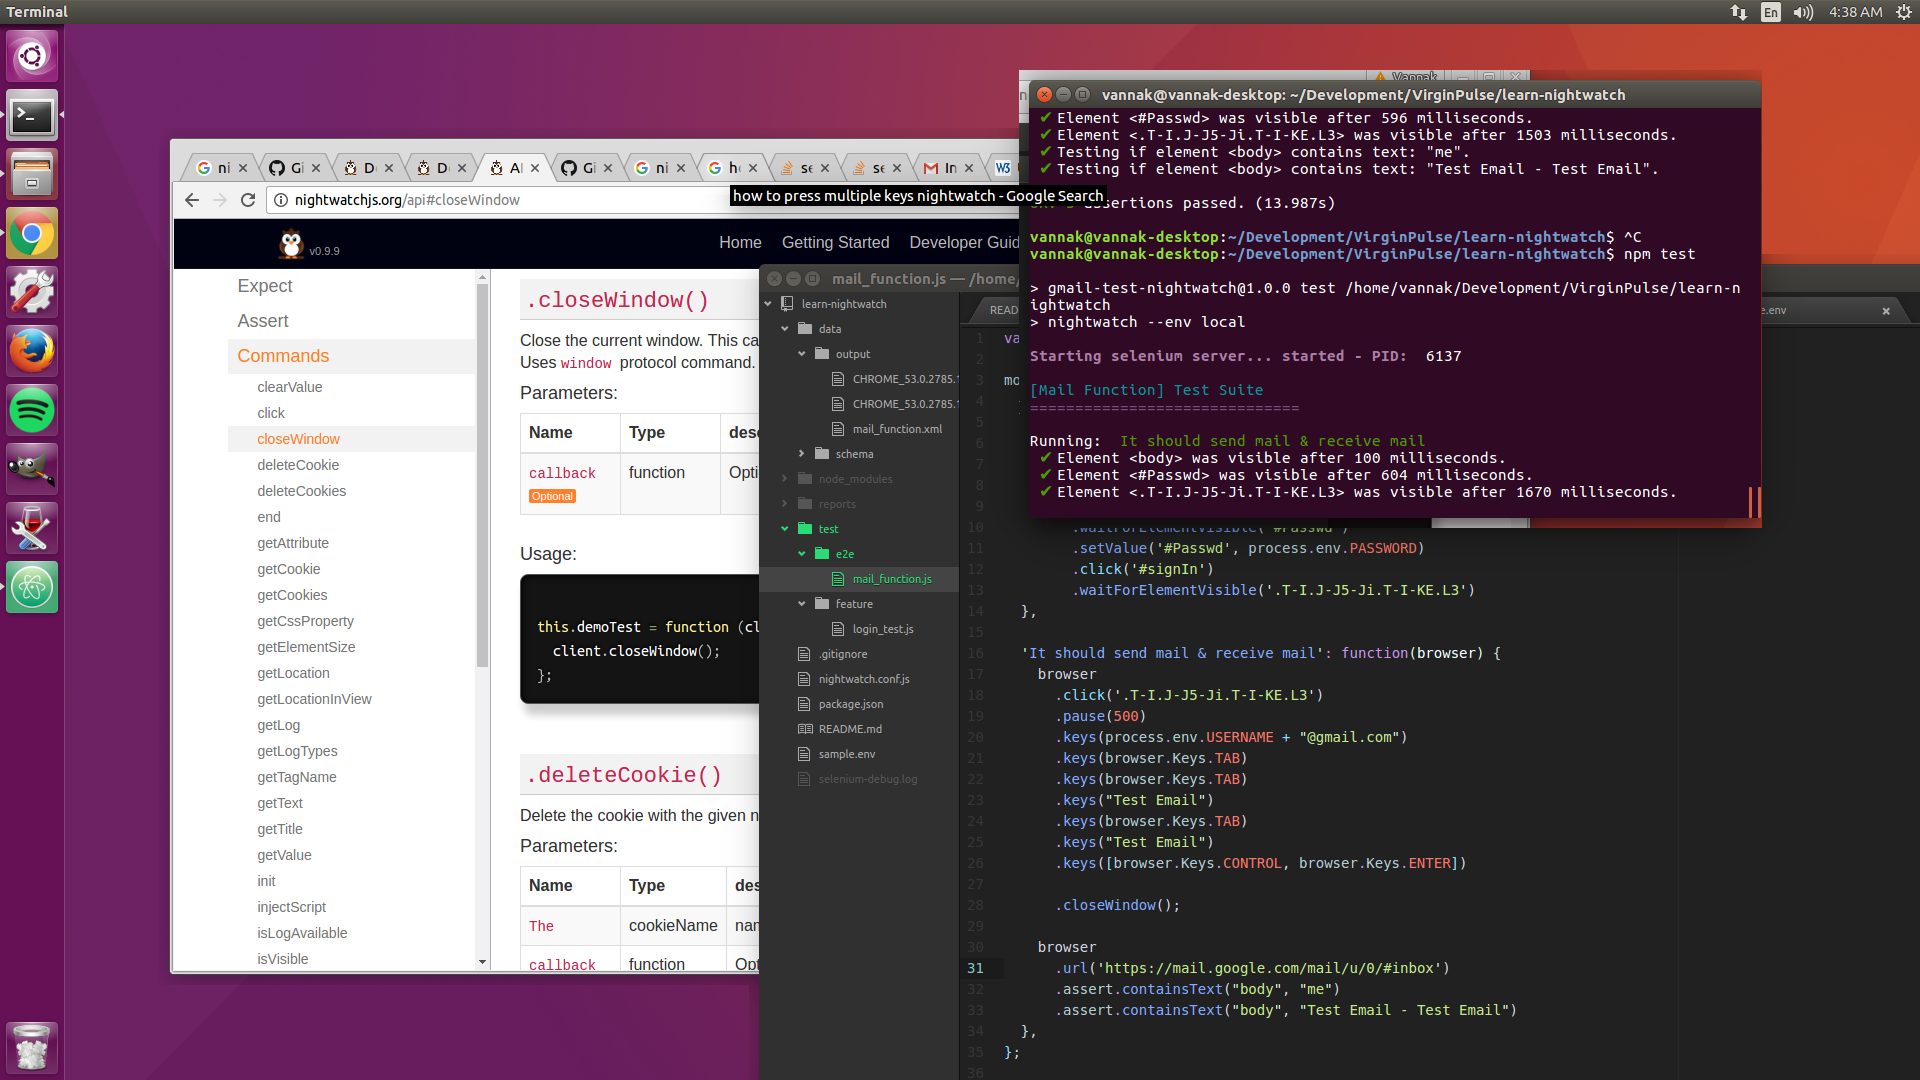 Terminal
En
4:38 AM
ni
Gi
De
De
AI
Gi
ni
ho
se
se
In
W3
nightwatchjs.org/api#closeWindow
how to press multiple keys nightwatch - Google Search
v0.9.9
Home
Getting Started
Developer Guid
Expect
Assert
Commands
clearValue
click
closeWindow
deleteCookie
deleteCookies
end
getAttribute
getCookie
getCookies
getCssProperty
getElementSize
getLocation
getLocationInView
getLog
getLogTypes
getTagName
getText
getTitle
getValue
init
injectScript
isLogAvailable
isVisible
.closeWindow()
Close the current window. This ca
Uses window protocol command.
Parameters:
Name Type des
callback function Opti
Optional
Usage:
this.demoTest = function (cl
client.closeWindow();
};
.deleteCookie()
Delete the cookie with the given n
Parameters:
Name Type des
The cookieName nan
callback function Opt
mail_function.js — /home/
learn-nightwatch
data
output
CHROME_53.0.2785.1
CHROME_53.0.2785.1
mail_function.xml
schema
node_modules
reports
test
e2e
mail_function.js
feature
login_test.js
.gitignore
nightwatch.conf.js
package.json
README.md
sample.env
selenium-debug.log
READ
e.env
1 va
2
3 mo
4
5
6
7
8
9
10 .waitForElementVisible('#Passwd')
11 .setValue('#Passwd', process.env.PASSWORD)
12 .click('#signIn')
13 .waitForElementVisible('.T-I.J-J5-Ji.T-I-KE.L3')
14 },
15
16 'It should send mail & receive mail': function(browser) {
17 browser
18 .click('.T-I.J-J5-Ji.T-I-KE.L3')
19 .pause(500)
20 .keys(process.env.USERNAME + "@gmail.com")
21 .keys(browser.Keys.TAB)
22 .keys(browser.Keys.TAB)
23 .keys("Test Email")
24 .keys(browser.Keys.TAB)
25 .keys("Test Email")
26 .keys([browser.Keys.CONTROL, browser.Keys.ENTER])
27
28 .closeWindow();
29
30 browser
31 .url('https://mail.google.com/mail/u/0/#inbox')
32 .assert.containsText("body", "me")
33 .assert.containsText("body", "Test Email - Test Email")
34 },
35 };
36
Vannak
vannak@vannak-desktop: ~/Development/VirginPulse/learn-nightwatch
✔ Element <#Passwd> was visible after 596 milliseconds.
✔ Element <.T-I.J-J5-Ji.T-I-KE.L3> was visible after 1503 milliseconds.
✔ Testing if element <body> contains text: "me".
✔ Testing if element <body> contains text: "Test Email - Test Email".
assertions passed. (13.987s)
vannak@vannak-desktop:~/Development/VirginPulse/learn-nightwatch$ ^C
vannak@vannak-desktop:~/Development/VirginPulse/learn-nightwatch$ npm test
> gmail-test-nightwatch@1.0.0 test /home/vannak/Development/VirginPulse/learn-n
ightwatch
> nightwatch --env local
Starting selenium server... started - PID: 6137
[Mail Function] Test Suite
==============================
Running: It should send mail & receive mail
✔ Element <body> was visible after 100 milliseconds.
✔ Element <#Passwd> was visible after 604 milliseconds.
✔ Element <.T-I.J-J5-Ji.T-I-KE.L3> was visible after 1670 milliseconds.